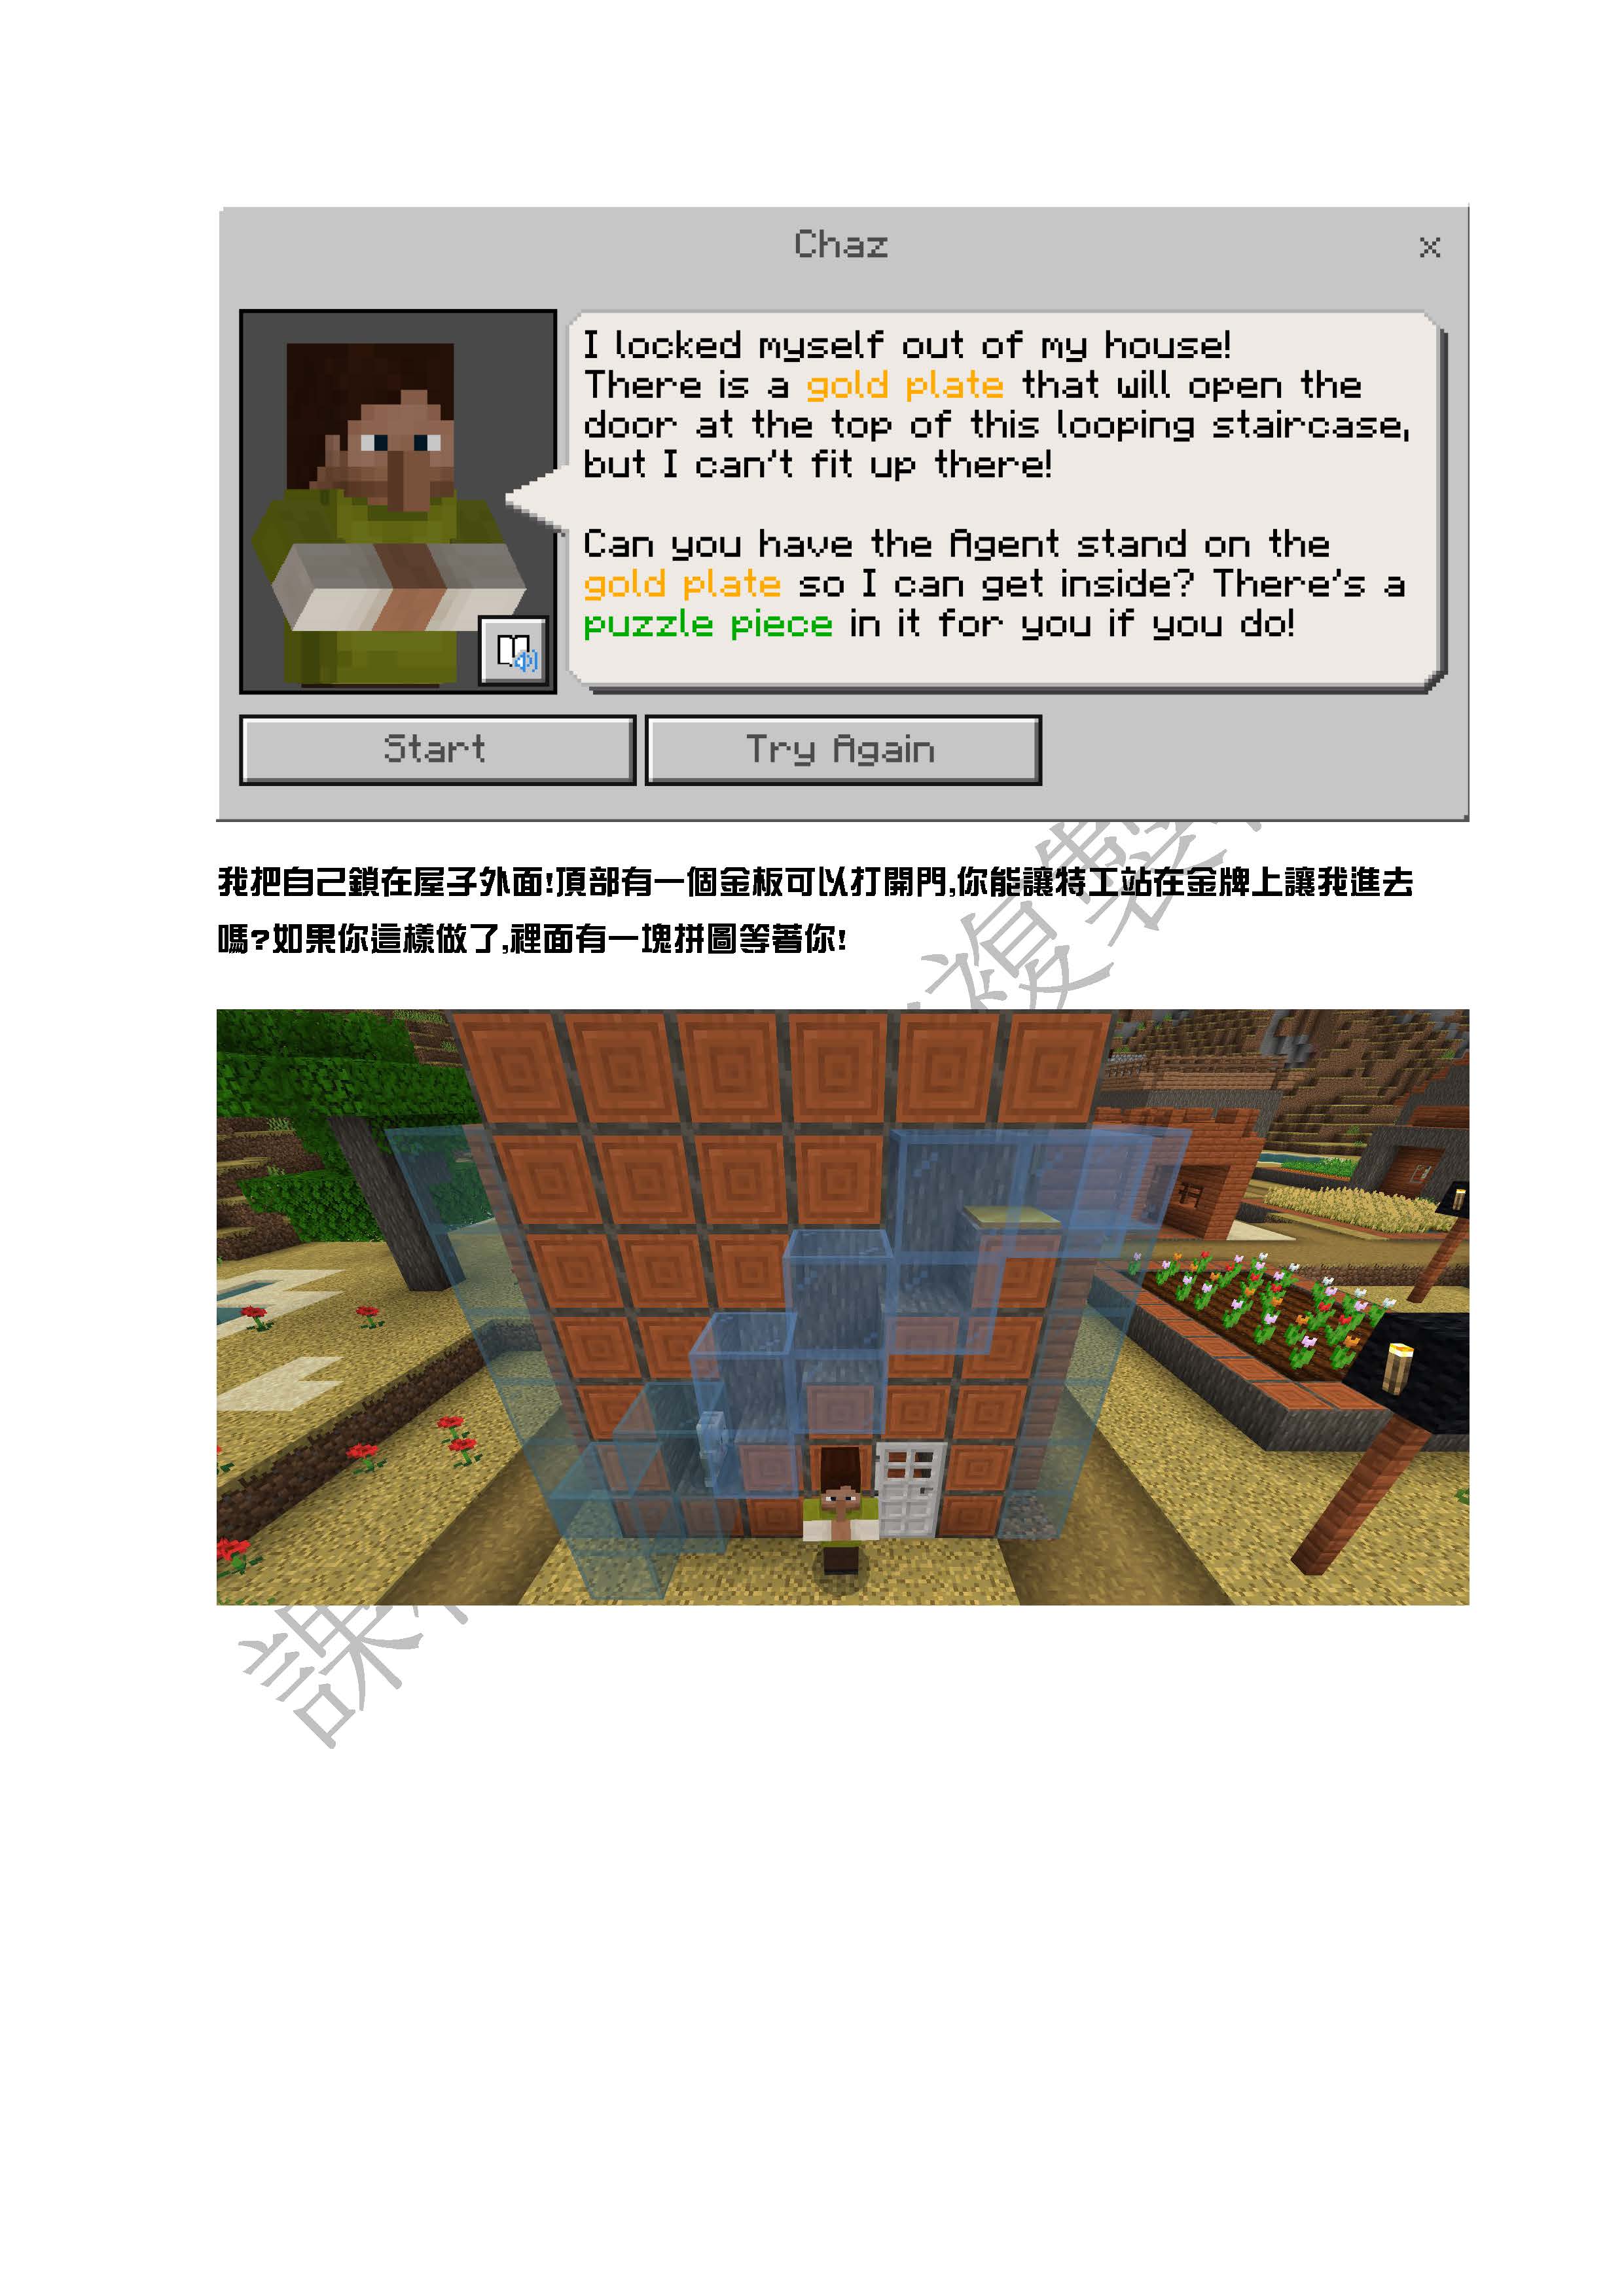 Chaz
x
I locked myself out of my house!
There is a gold plate that will open the
door at the top of this looping staircase,
but I can't fit up there!
Can you have the Agent stand on the
gold plate so I can get inside? There's a
puzzle piece in it for you if you do!
Start
Try Again
我把自己鎖在屋子外面!頂部有一個金板可以打開門,你能讓特工站在金牌上讓我進去
嗎?如果你這樣做了,裡面有一塊拼圖等著你!
課
複製